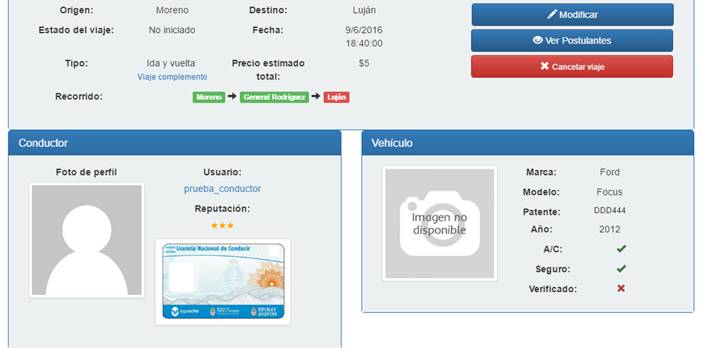 Origen: Moreno Destino: Luján
Modificar
Estado del viaje: No iniciado Fecha: 9/6/2016
18:40:00
Ver Postulantes
Tipo: Ida y vuelta Precio estimado $5
Viaje complemento total:
Cancelar viaje
Recorrido: Moreno General Rodríguez Luján
Conductor
Foto de perfil Usuario:
prueba_conductor
Reputación:
Licencia Nacional de Conducir
REPUBLICA
ARGENTINA
Vehículo
Imagen no
disponible
Marca: Ford
Modelo: Focus
Patente: DDD444
Año: 2012
A/C:
Seguro:
Verificado: